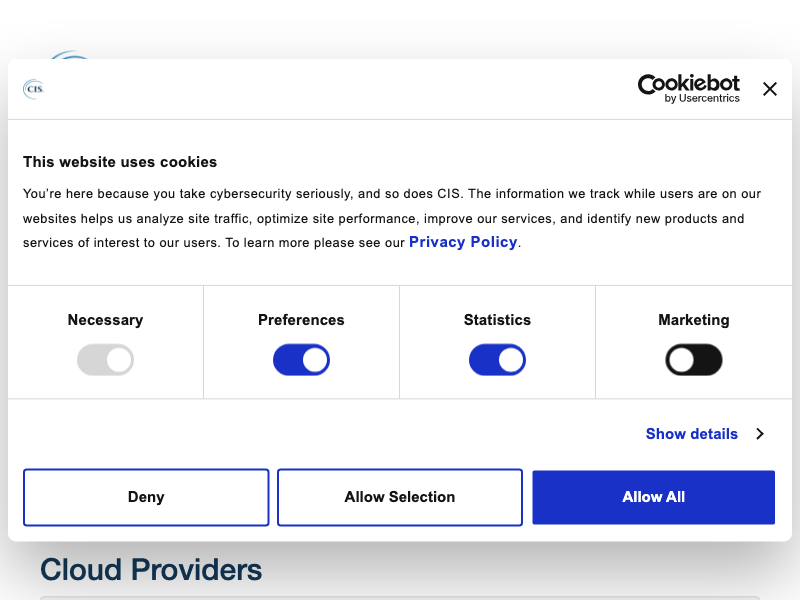 CIS.
Cookiebot
by Usercentrics
This website uses cookies
You're here because you take cybersecurity seriously, and so does CIS. The information we track while users are on our
websites helps us analyze site traffic, optimize site performance, improve our services, and identify new products and
services of interest to our users. To learn more please see our Privacy Policy.
Necessary
Preferences
Statistics
Marketing
Show details
Deny
Allow Selection
Allow All
Cloud Providers